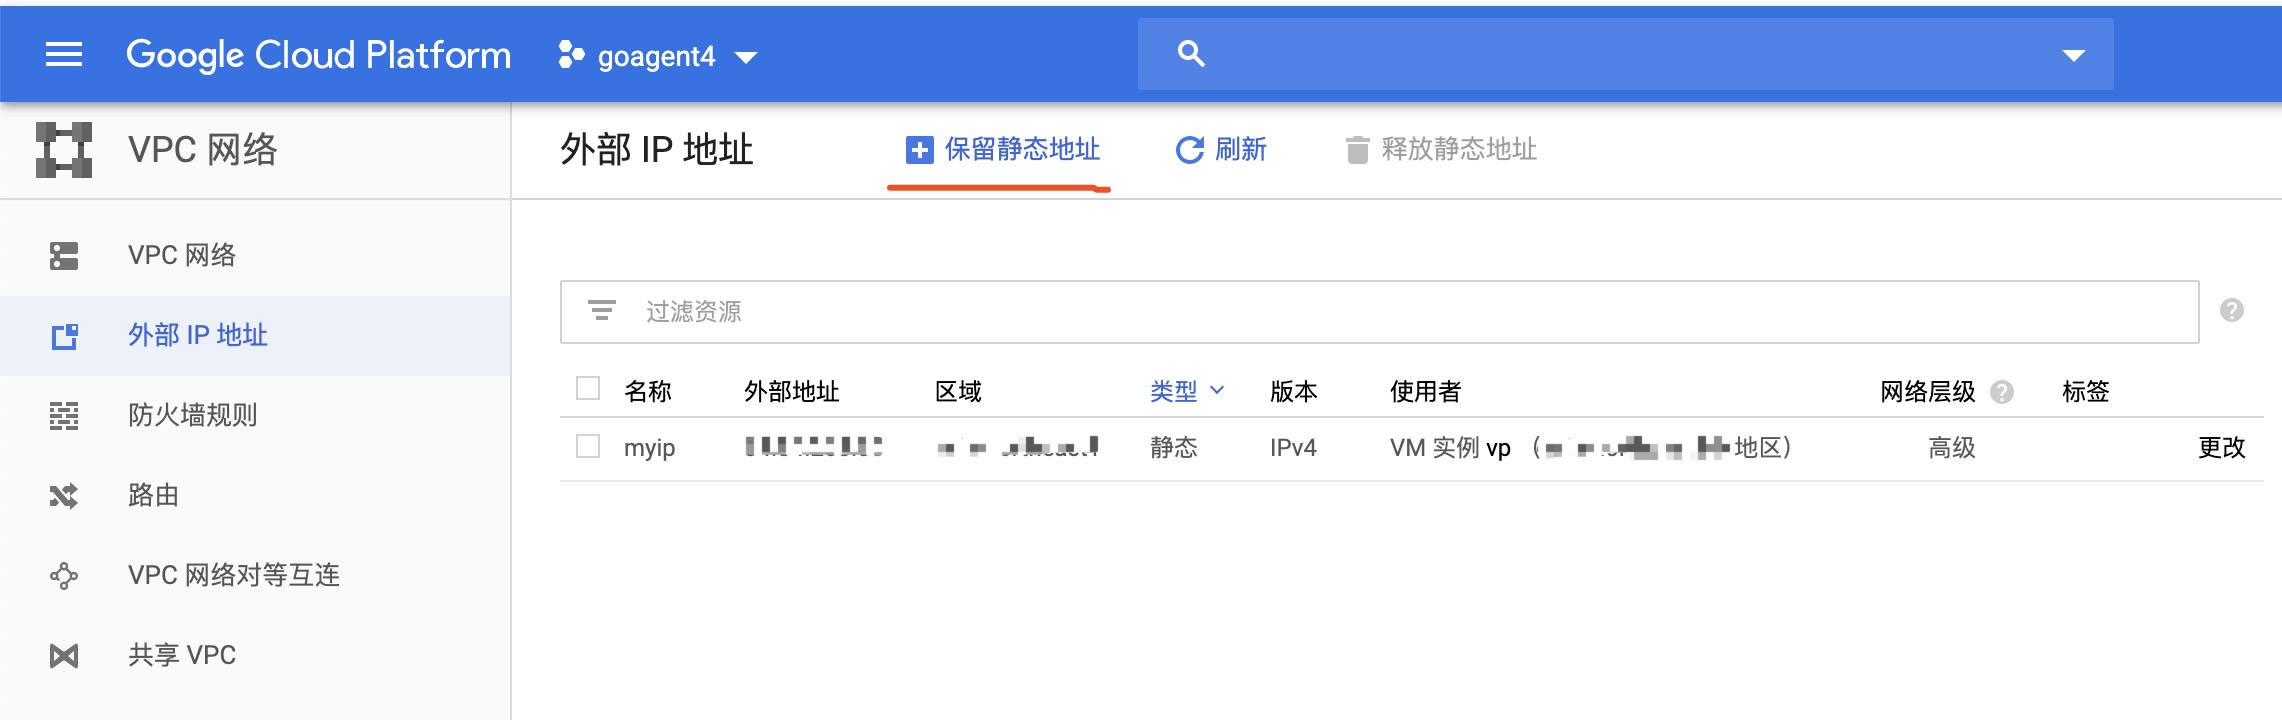 Google Cloud Platform goagent4
VPC 网络
外部 IP 地址 保留静态地址 刷新 释放静态地址
VPC 网络
外部 IP 地址
防火墙规则
路由
VPC 网络对等互连
共享 VPC
过滤资源
名称 外部地址 区域 类型 版本 使用者 网络层级 标签
myip 静态 IPv4 VM 实例 vp （ 地区） 高级 更改